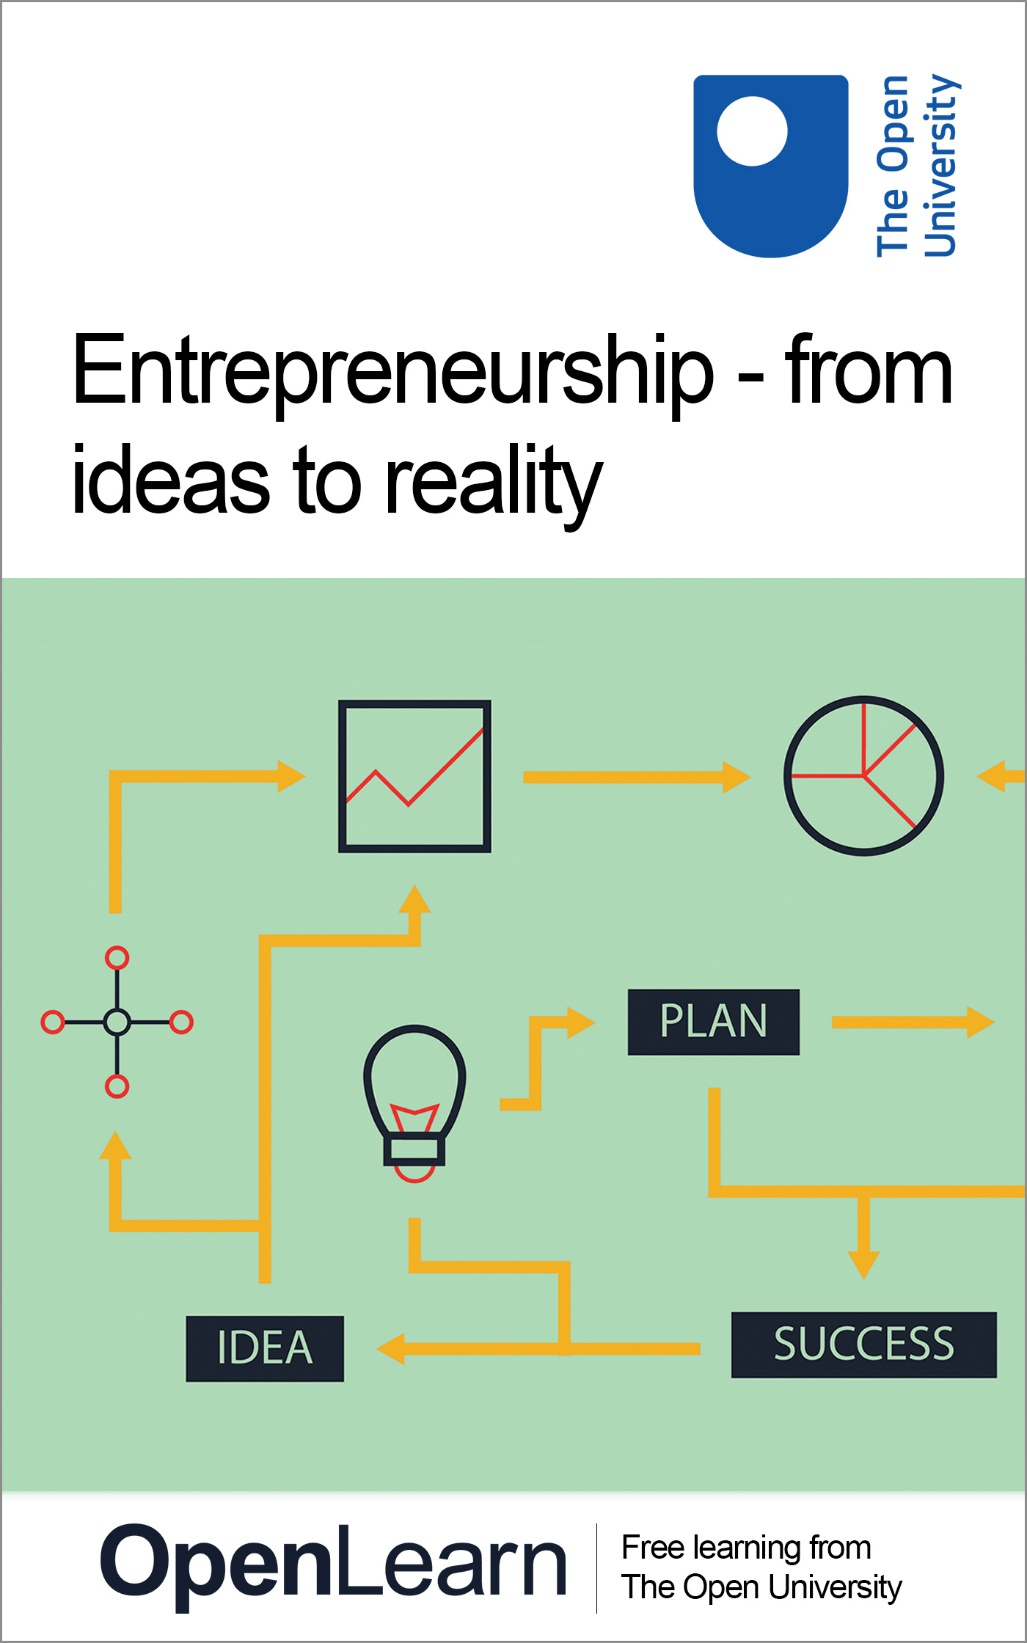 The Open
University
Entrepreneurship - from
ideas to reality
PLAN
IDEA
SUCCESS
OpenLearn
Free learning from
The Open University